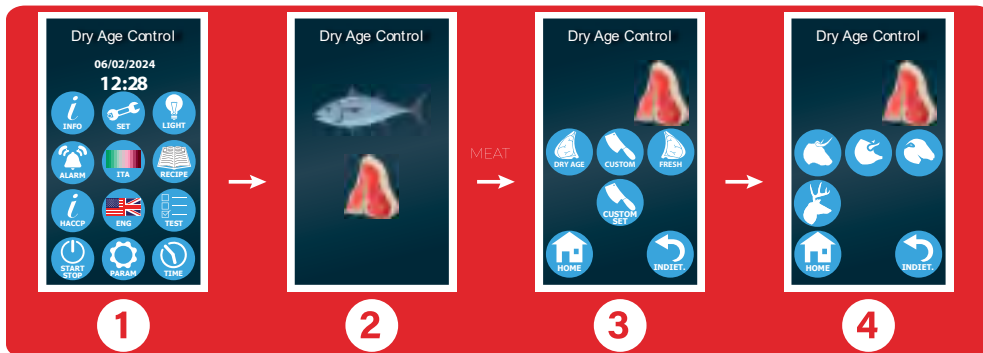 Dry Age Control
06/02/2024
12:28
INFO
SET
LIGHT
ALARM
ITA
RECIPE
HACCP
ENG
TEST
START
STOP
PARAM
TIME
1
Dry Age Control
2
MEAT
Dry Age Control
DRY AGE
CUSTOM
FRESH
CUSTOM
SET
HOME
INDIET.
3
Dry Age Control
HOME
INDIET.
4